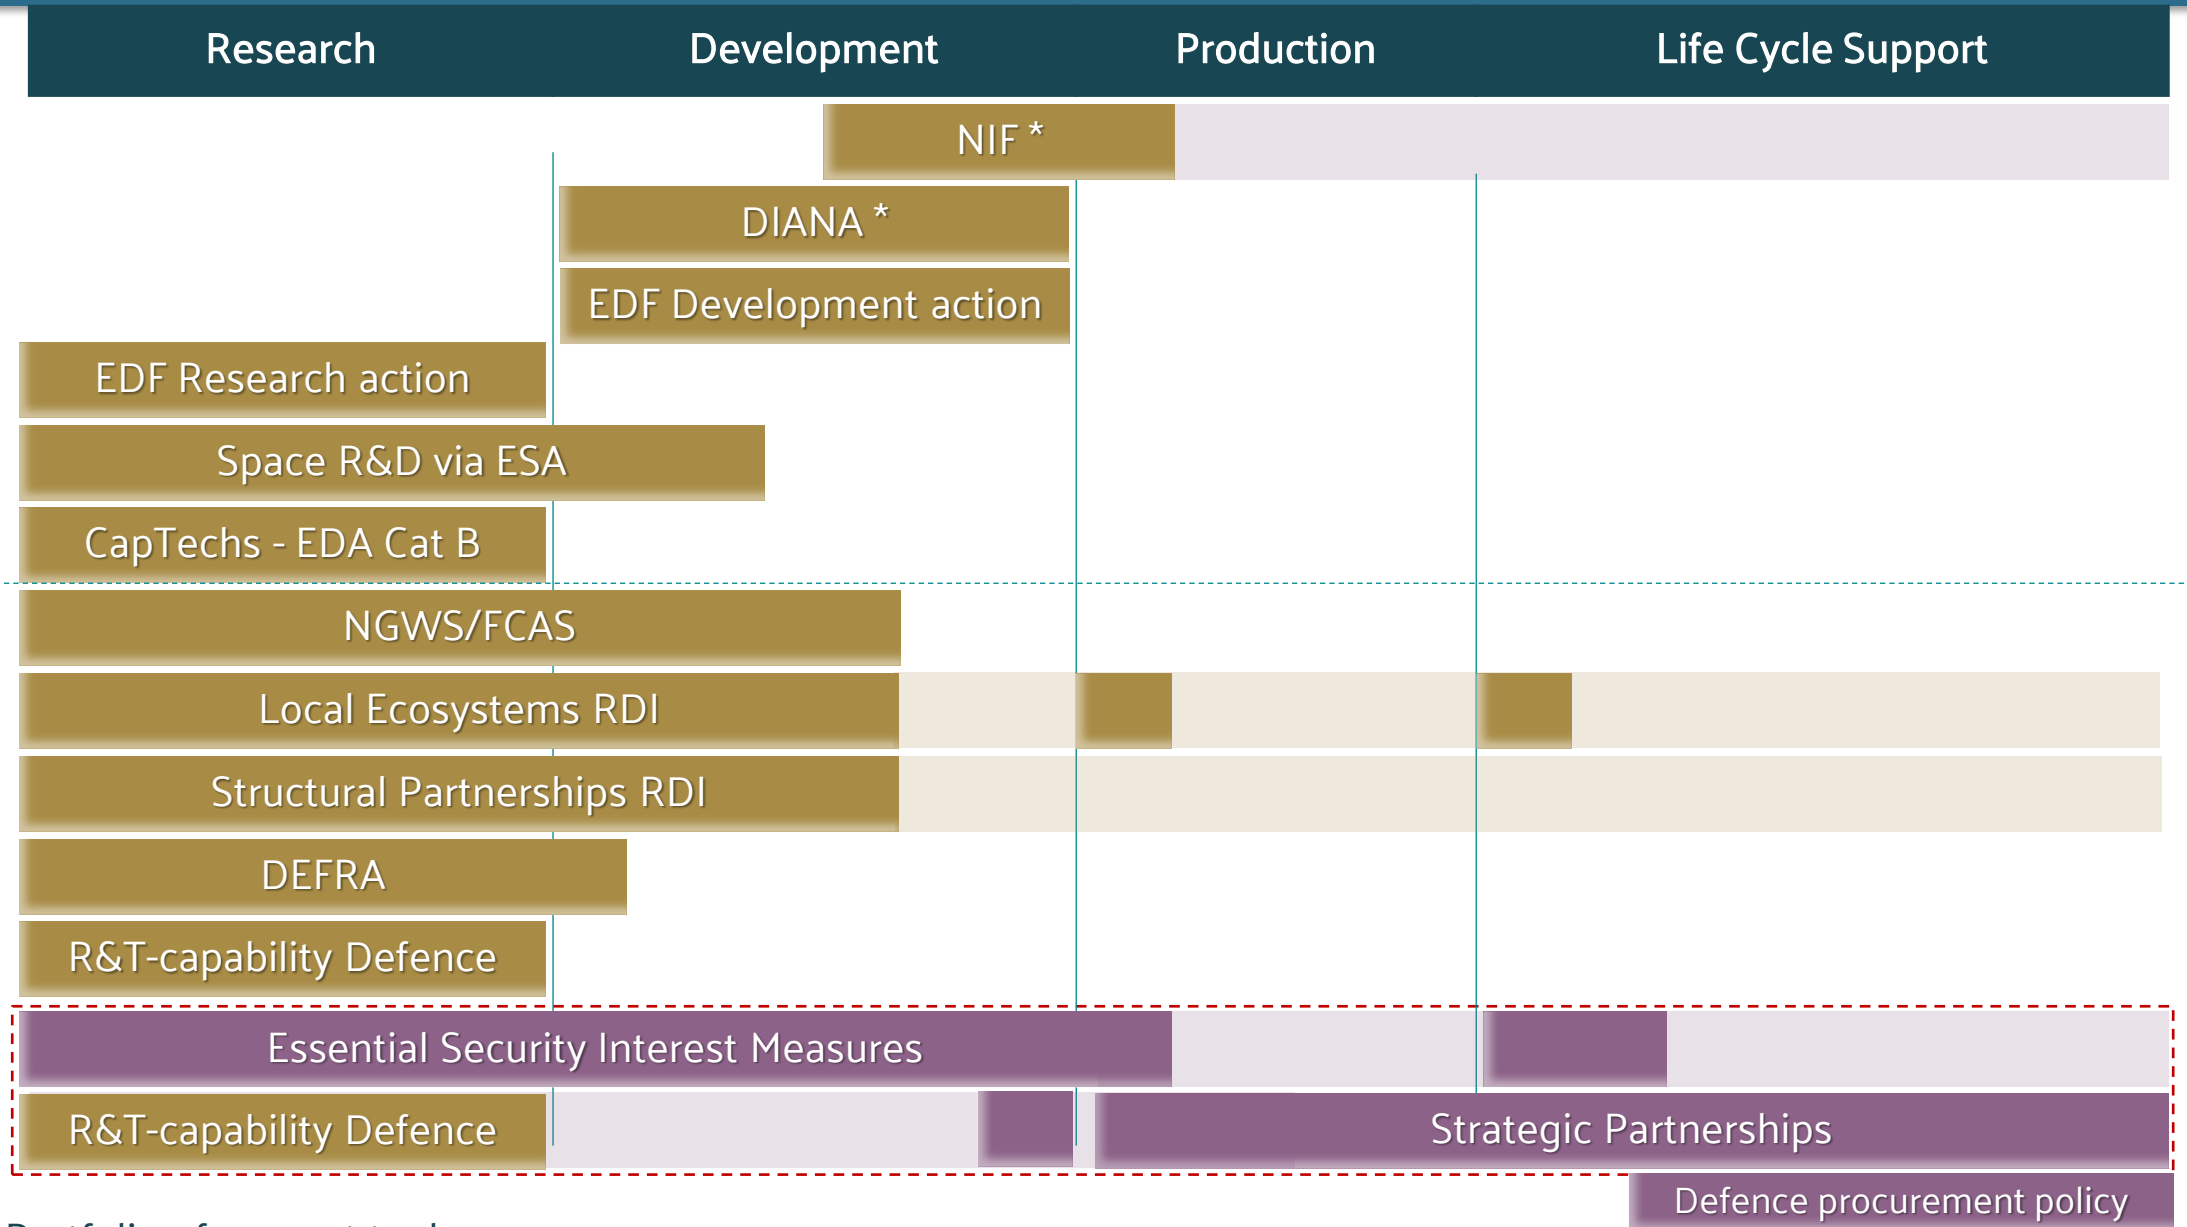 Research Development Production Life Cycle Support
NIF *
DIANA *
EDF Development action
EDF Research action
Space R&D via ESA
CapTechs - EDA Cat B
NGWS/FCAS
Local Ecosystems RDI
Structural Partnerships RDI
DEFRA
R&T-capability Defence
Essential Security Interest Measures
R&T-capability Defence Strategic Partnerships
Defence procurement policy